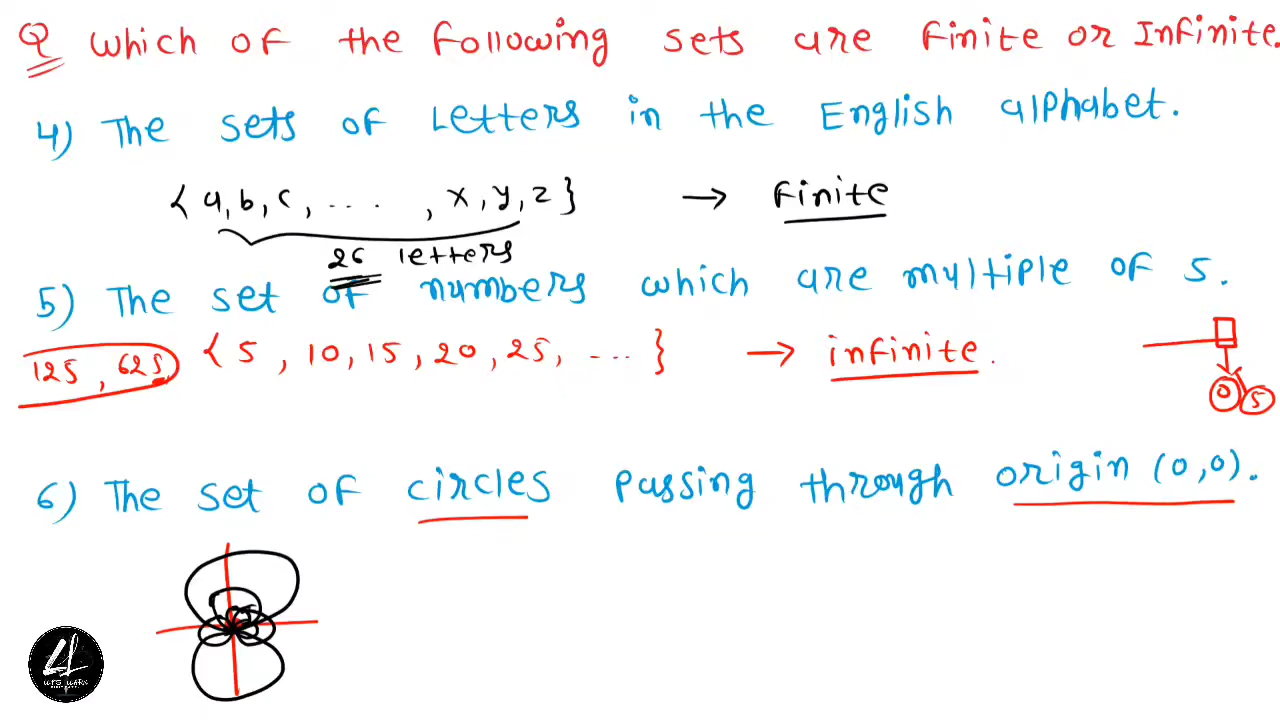 Q Which of the following sets are Finite or Infinite.
4) The sets of Letters in the English alphabet.
{ a, b, c, .... , x, y, z } → Finite
26 letters
5) The set of numbers which are multiple of 5.
125, 625 { 5, 10, 15, 20, 25, ... } → infinite.
0 5
6) The set of circles passing through origin (0,0).